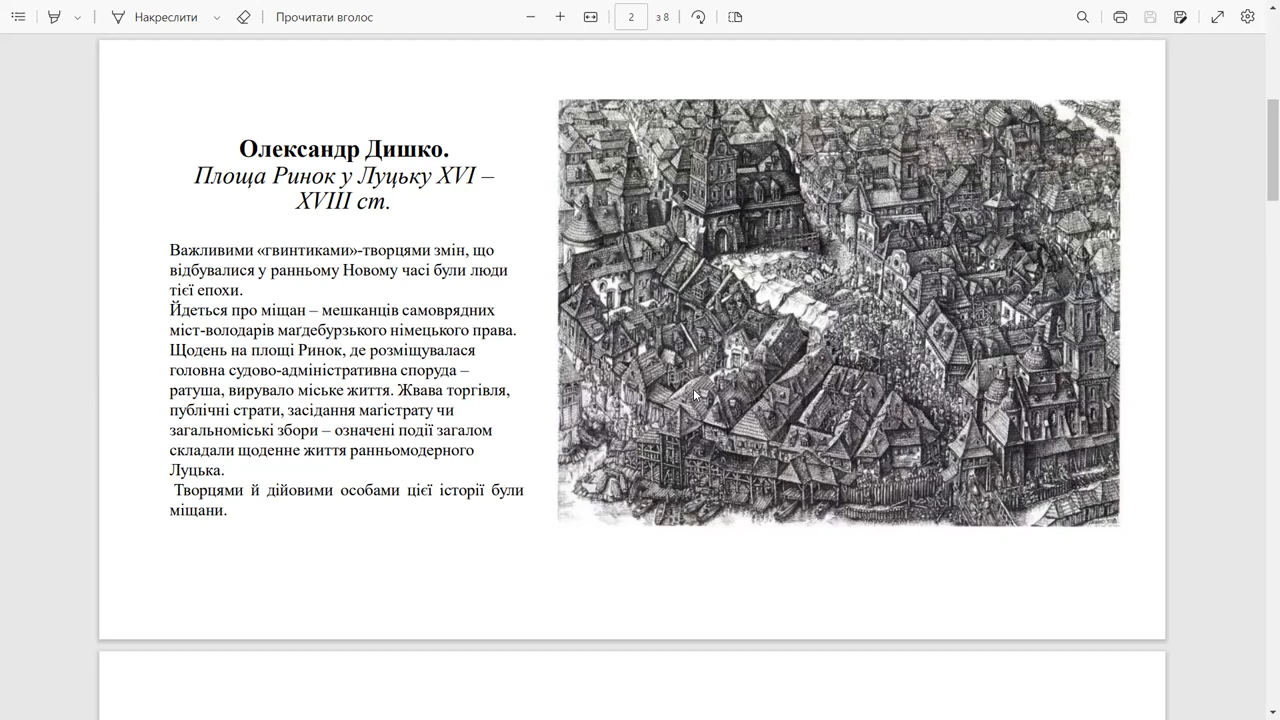 Накреслити
Прочитати вголос
2
з 8
Олександр Дишко.
Площа Ринок у Луцьку XVI –
XVIII ст.
Важливими «гвинтиками»-творцями змін, що
відбувалися у ранньому Новому часі були люди
тієї епохи.
Йдеться про міщан – мешканців самоврядних
міст-володарів маґдебурзького німецького права.
Щодень на площі Ринок, де розміщувалася
головна судово-адміністративна споруда –
ратуша, вирувало міське життя. Жвава торгівля,
публічні страти, засідання маґістрату чи
загальноміські збори – означені події загалом
складали щоденне життя ранньомодерного
Луцька.
Творцями й дійовими особами цієї історії були
міщани.